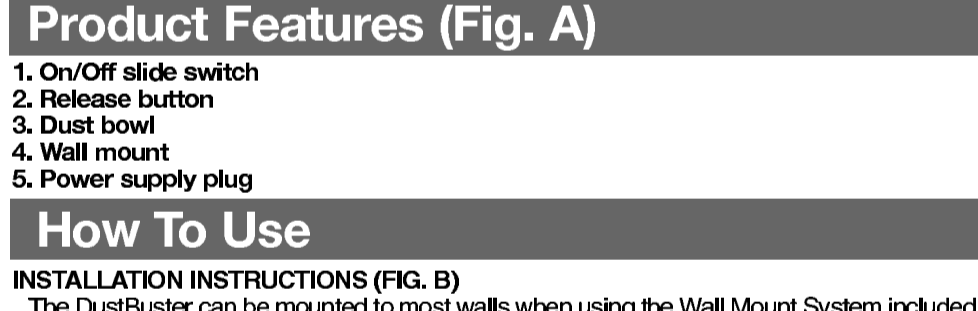 Product Features (Fig. A)
1. On/Off slide switch
2. Release button
3. Dust bowl
4. Wall mount
5. Power supply plug
How To Use
INSTALLATION INSTRUCTIONS (FIG. B)
The DustBuster can be mounted to most walls when using the Wall Mount System included